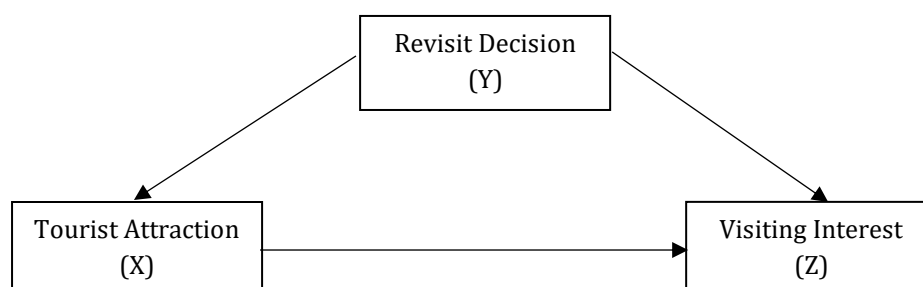 Revisit Decision
(Y)
Tourist Attraction
(X)
Visiting Interest
(Z)